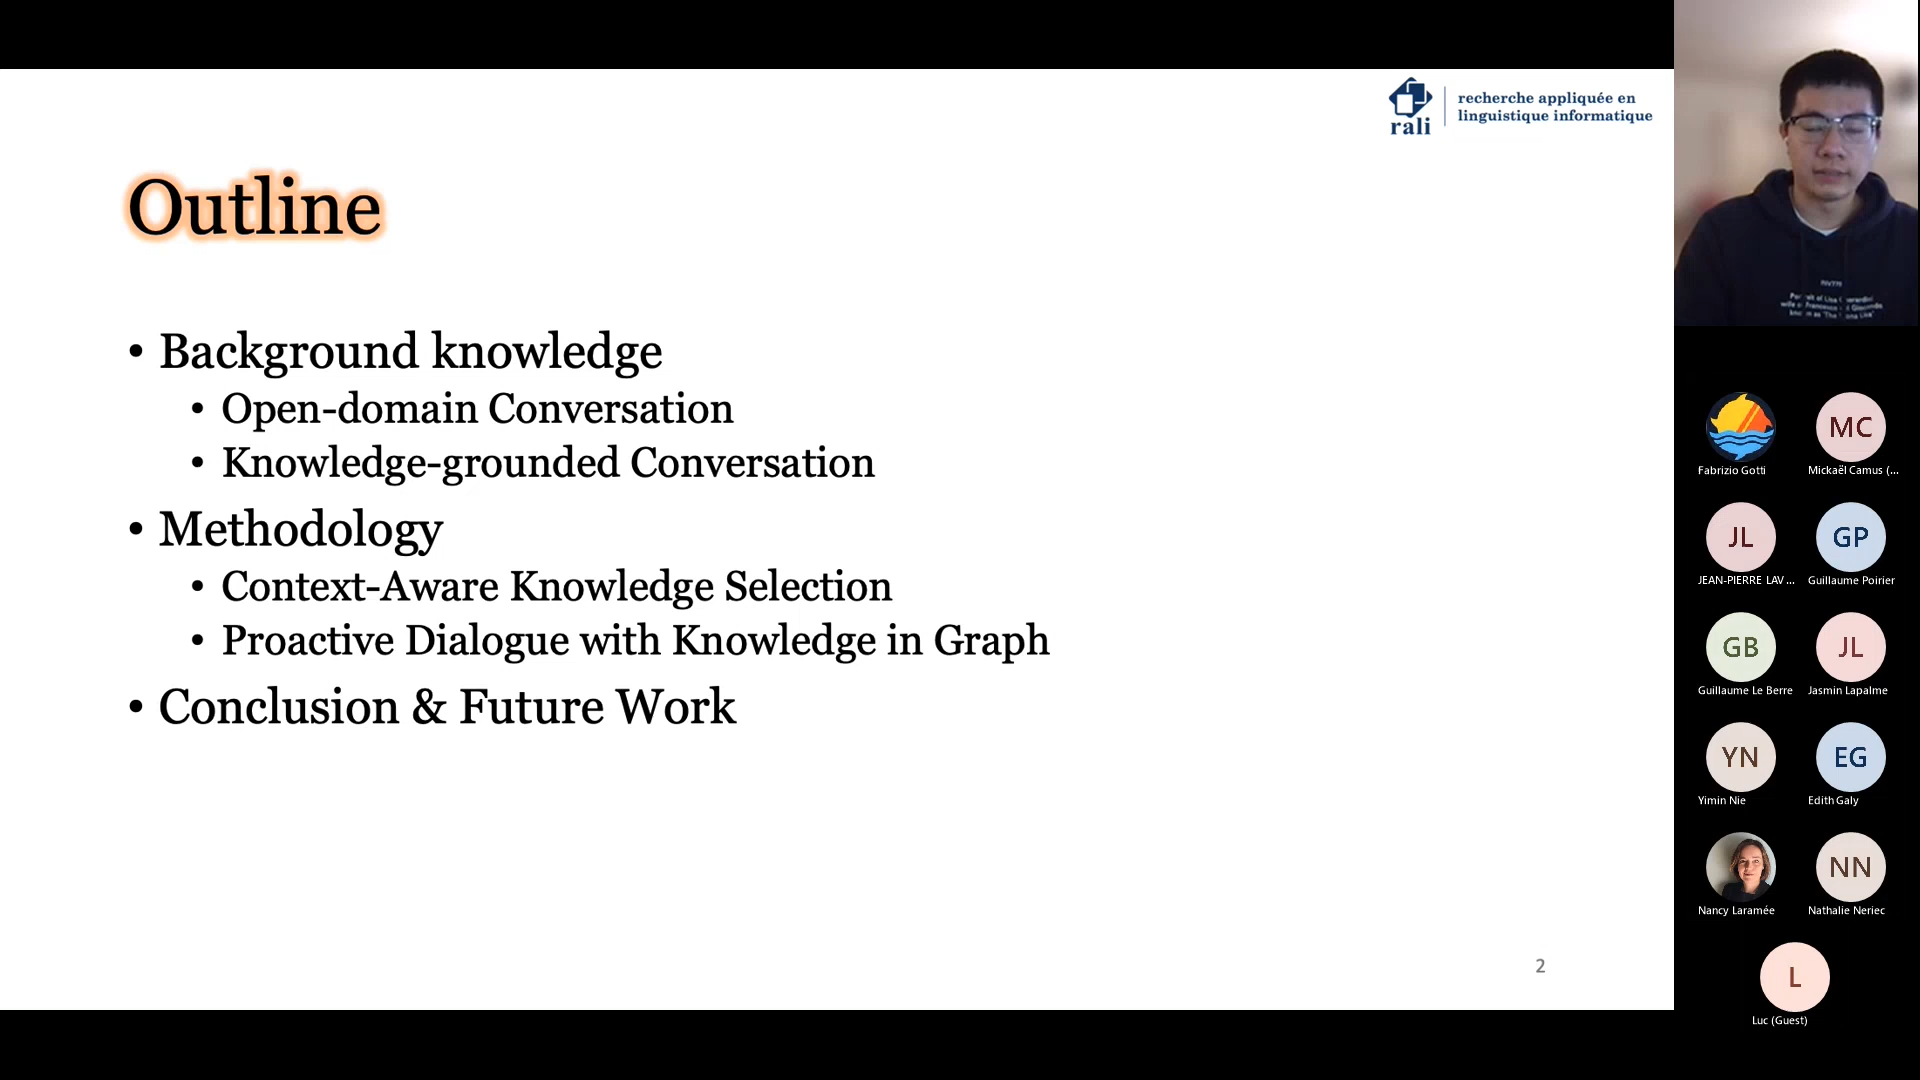 rali
recherche appliquée en
linguistique informatique
Outline
• Background knowledge
• Open-domain Conversation
• Knowledge-grounded Conversation
• Methodology
• Context-Aware Knowledge Selection
• Proactive Dialogue with Knowledge in Graph
• Conclusion & Future Work
2
Fabrizio Gotti
MC
Mickaël Camus (...
JL
JEAN-PIERRE LAV...
GP
Guillaume Poirier
GB
Guillaume Le Berre
JL
Jasmin Lapalme
YN
Yimin Nie
EG
Edith Galy
Nancy Laramée
NN
Nathalie Neriec
L
Luc (Guest)